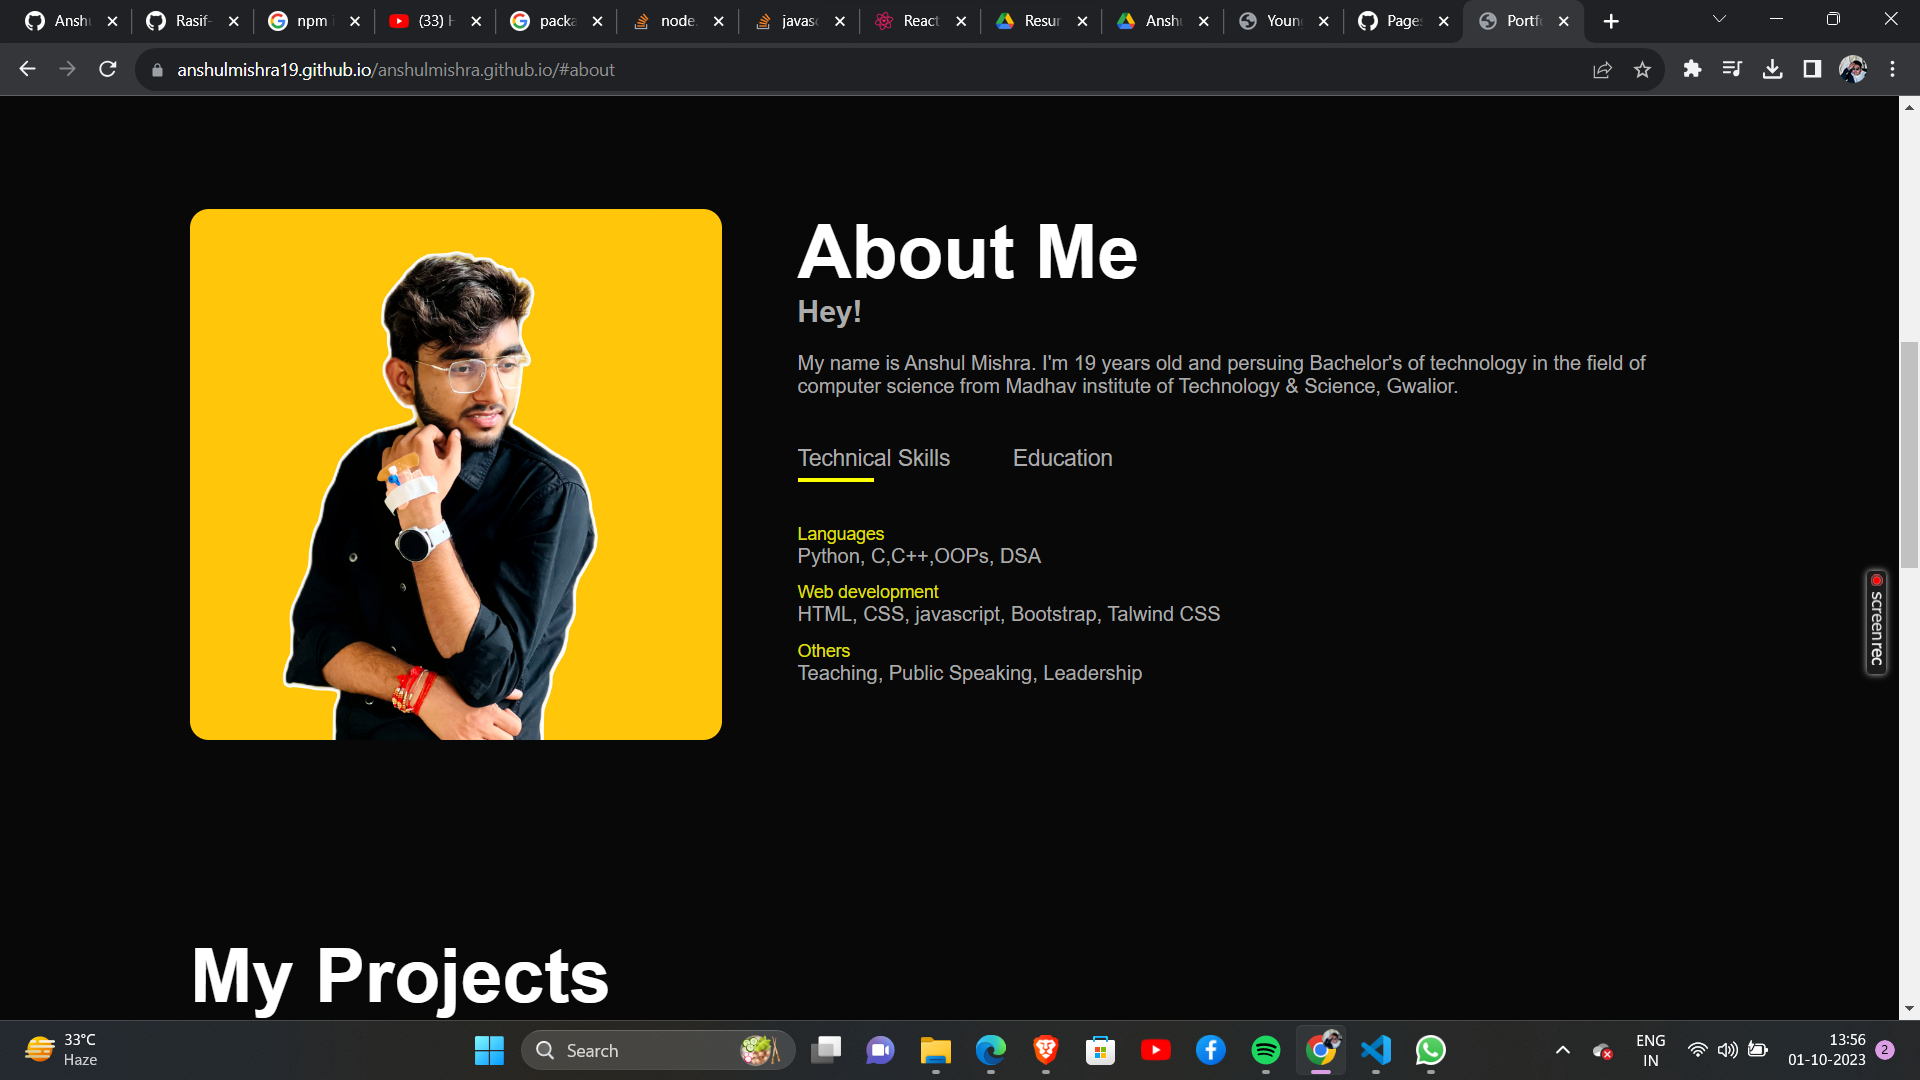 Anshu
Rasif-
npm i
(33) H
packa
node.
javasc
React
Resur
Anshu
Youn
Pages
Portfo
anshulmishra19.github.io/anshulmishra.github.io/#about
About Me
Hey!
My name is Anshul Mishra. I'm 19 years old and persuing Bachelor's of technology in the field of
computer science from Madhav institute of Technology & Science, Gwalior.
Technical Skills Education
Languages
Python, C,C++,OOPs, DSA
Web development
HTML, CSS, javascript, Bootstrap, Talwind CSS
Others
Teaching, Public Speaking, Leadership
screenrec
My Projects
33°C
Haze
Search
ENG
IN
13:56
01-10-2023
2